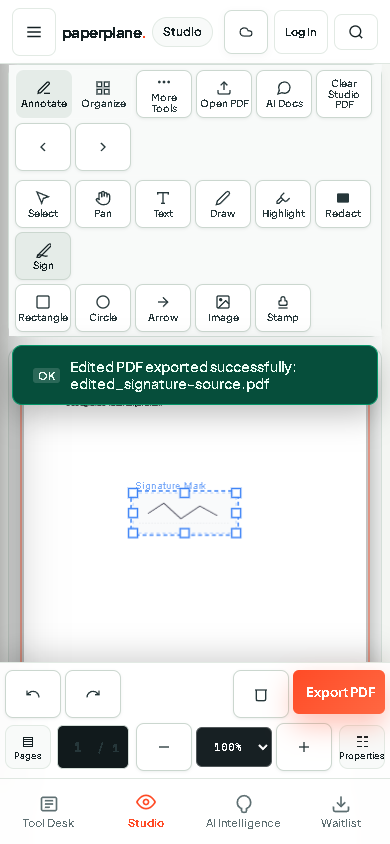 paperplane.
Studio
Log In
Annotate
Organize
More Tools
Open PDF
AI Docs
Clear Studio PDF
Select
Pan
Text
Draw
Highlight
Redact
Sign
Rectangle
Circle
Arrow
Image
Stamp
OK
Edited PDF exported successfully:
edited_signature-source.pdf
Signature Mark
Export PDF
Pages
1 / 1
100%
Properties
Tool Desk
Studio
AI Intelligence
Waitlist